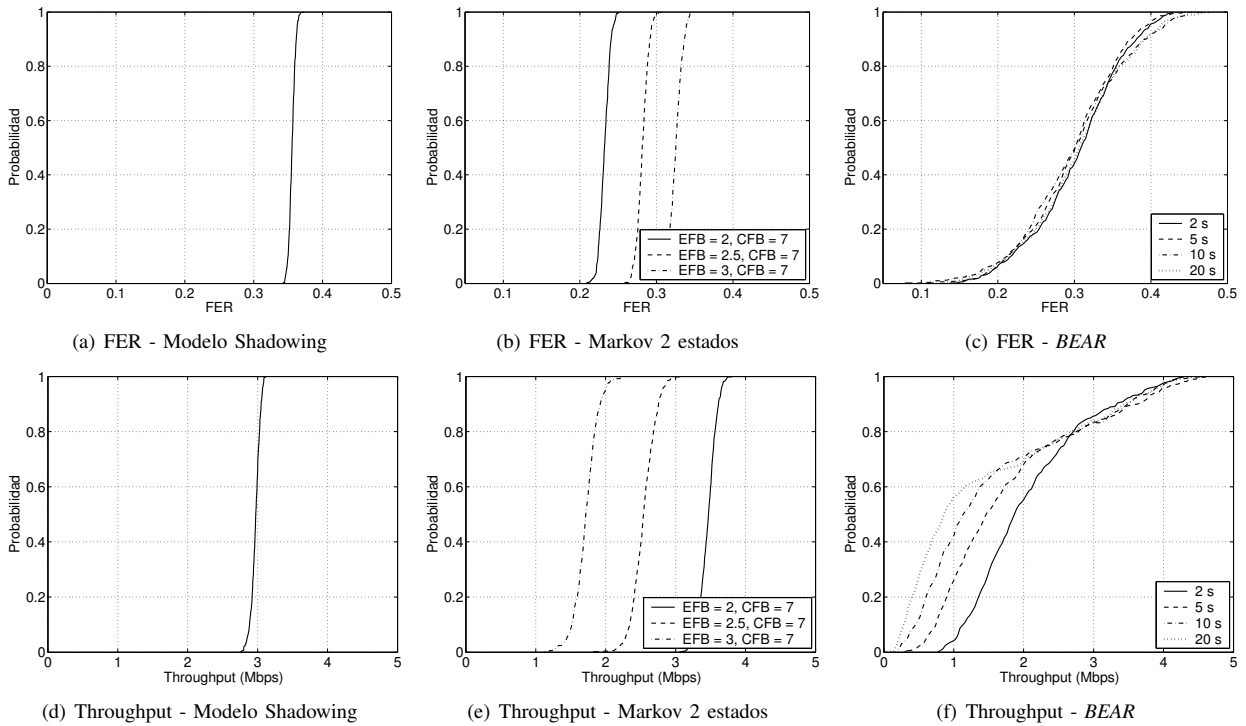 Probabilidad
1
0.8
0.6
0.4
0.2
0
0 0.1 0.2 0.3 0.4 0.5
FER
(a) FER - Modelo Shadowing
Probabilidad
1
0.8
0.6
0.4
0.2
0
0.1 0.2 0.3 0.4 0.5
FER
EFB = 2, CFB = 7
EFB = 2.5, CFB = 7
EFB = 3, CFB = 7
(b) FER - Markov 2 estados
Probabilidad
1
0.8
0.6
0.4
0.2
0
0.1 0.2 0.3 0.4 0.5
FER
2 s
5 s
10 s
20 s
(c) FER - BEAR
Probabilidad
1
0.8
0.6
0.4
0.2
0
0 1 2 3 4 5
Throughput (Mbps)
(d) Throughput - Modelo Shadowing
Probabilidad
1
0.8
0.6
0.4
0.2
0
0 1 2 3 4 5
Throughput (Mbps)
EFB = 2, CFB = 7
EFB = 2.5, CFB = 7
EFB = 3, CFB = 7
(e) Throughput - Markov 2 estados
Probabilidad
1
0.8
0.6
0.4
0.2
0
0 1 2 3 4 5
Throughput (Mbps)
2 s
5 s
10 s
20 s
(f) Throughput - BEAR